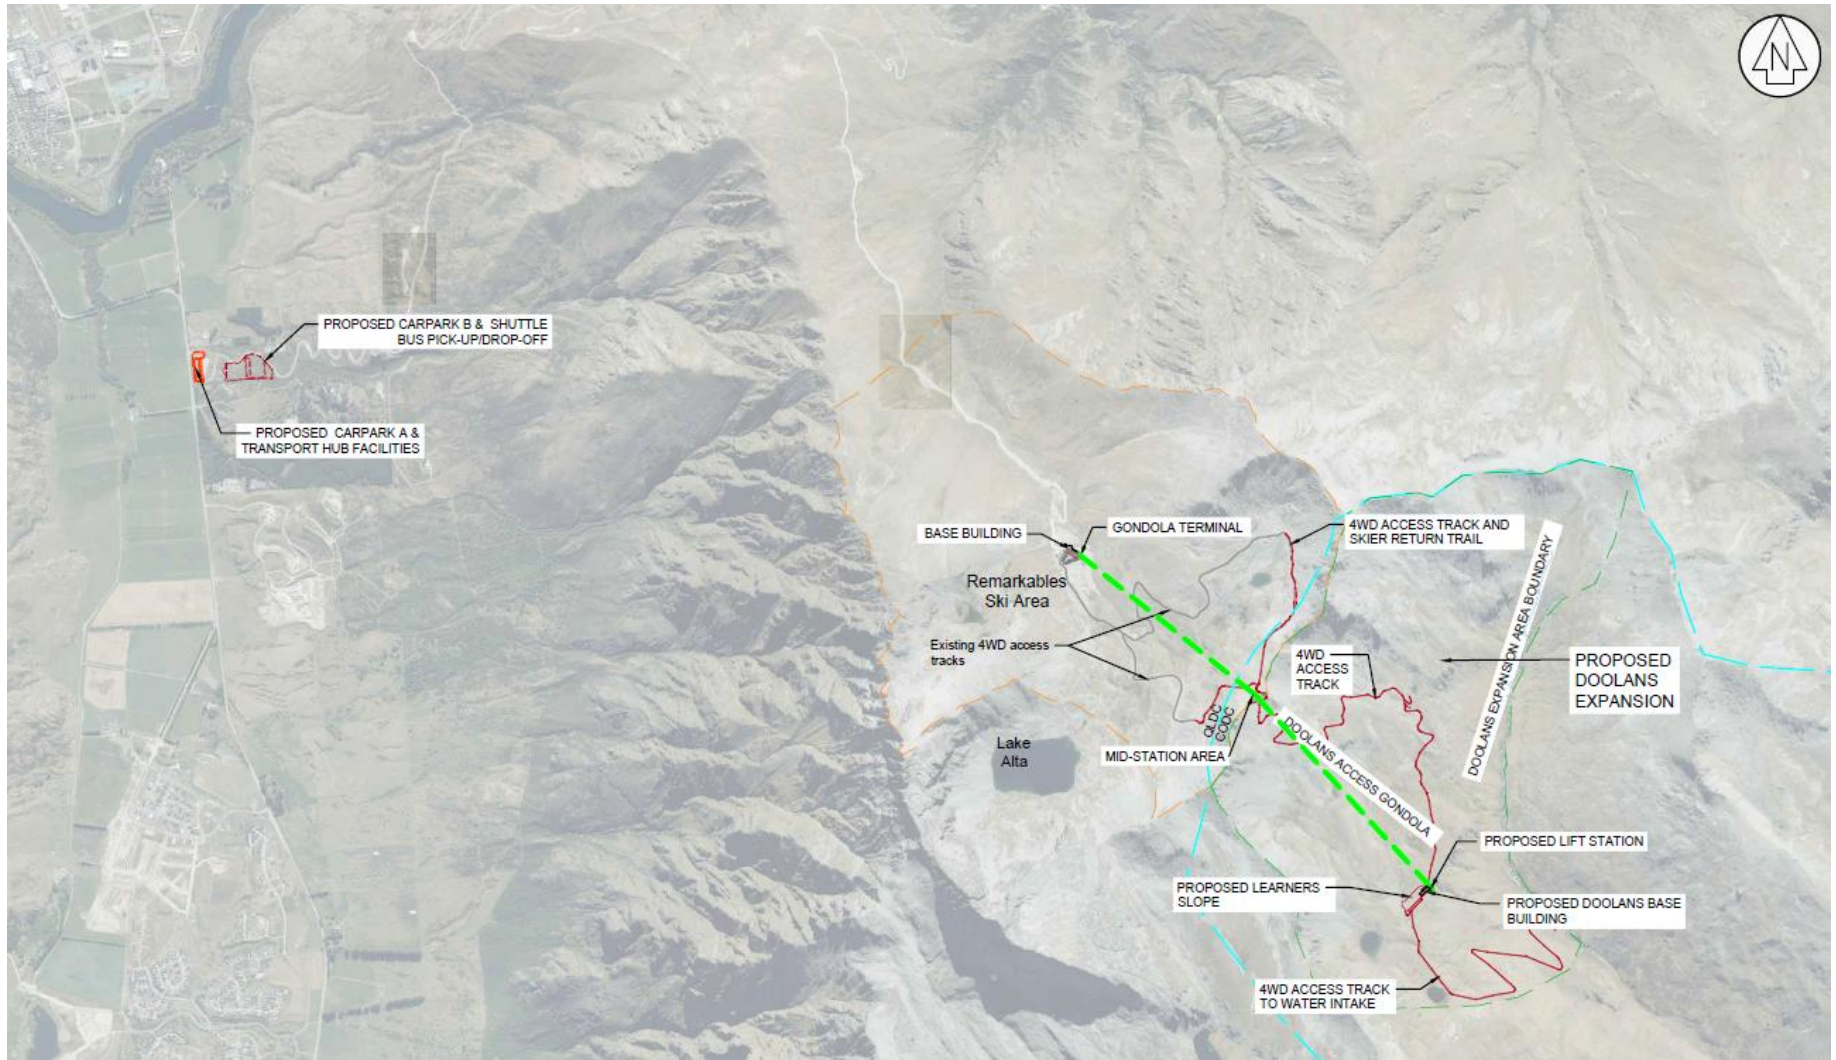 N
PROPOSED CARPARK B & SHUTTLE
BUS PICK-UP/DROP-OFF
PROPOSED CARPARK A &
TRANSPORT HUB FACILITIES
BASE BUILDING
GONDOLA TERMINAL
4WD ACCESS TRACK AND
SKIER RETURN TRAIL
Remarkables
Ski Area
Existing 4WD access
tracks
4WD
ACCESS
TRACK
DOOLANS EXPANSION AREA BOUNDARY
PROPOSED
DOOLANS
EXPANSION
QLDC
CODC
Lake
Alta
MID-STATION AREA
DOOLANS ACCESS GONDOLA
PROPOSED LIFT STATION
PROPOSED LEARNERS
SLOPE
PROPOSED DOOLANS BASE
BUILDING
4WD ACCESS TRACK
TO WATER INTAKE